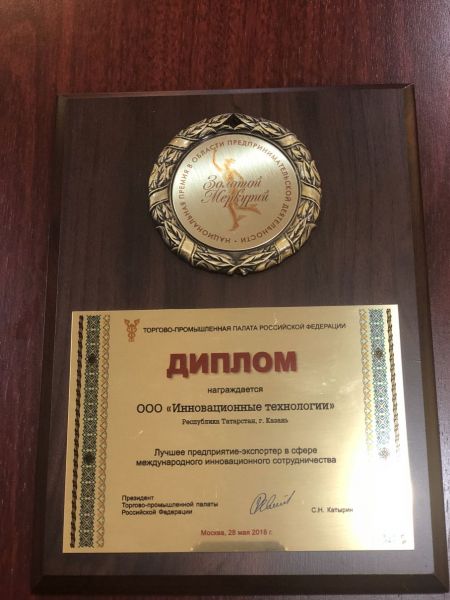 НАЦИОНАЛЬНАЯ ПРЕМИЯ В ОБЛАСТИ ПРЕДПРИНИМАТЕЛЬСКОЙ ДЕЯТЕЛЬНОСТИ
Золотой
Меркурий
ТОРГОВО-ПРОМЫШЛЕННАЯ ПАЛАТА РОССИЙСКОЙ ФЕДЕРАЦИИ
ДИПЛОМ
награждается
ООО «Инновационные технологии»
Республика Татарстан, г. Казань
Лучшее предприятие-экспортер в сфере
международного инновационного сотрудничества
Президент
Торгово-промышленной палаты
Российской Федерации
С.Н. Катырин
Москва, 28 мая 2018 г.